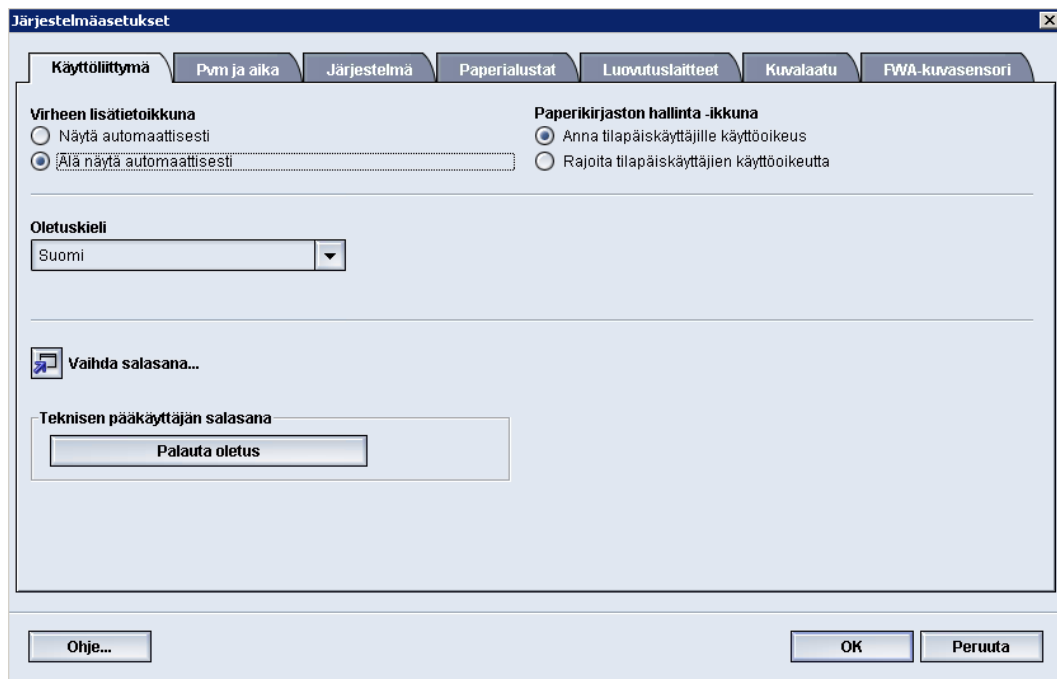 Järjestelmäasetukset
Käyttöliittymä Pvm ja aika Järjestelmä Paperialustat Luovutuslaitteet Kuvalaatu FWA-kuvasensori
Virheen lisätietoikkuna
Näytä automaattisesti
Älä näytä automaattisesti
Paperikirjaston hallinta -ikkuna
Anna tilapäiskäyttäjille käyttöoikeus
Rajoita tilapäiskäyttäjien käyttöoikeutta
Oletuskieli
Suomi
Vaihda salasana...
Teknisen pääkäyttäjän salasana
Palauta oletus
Ohje... OK Peruuta